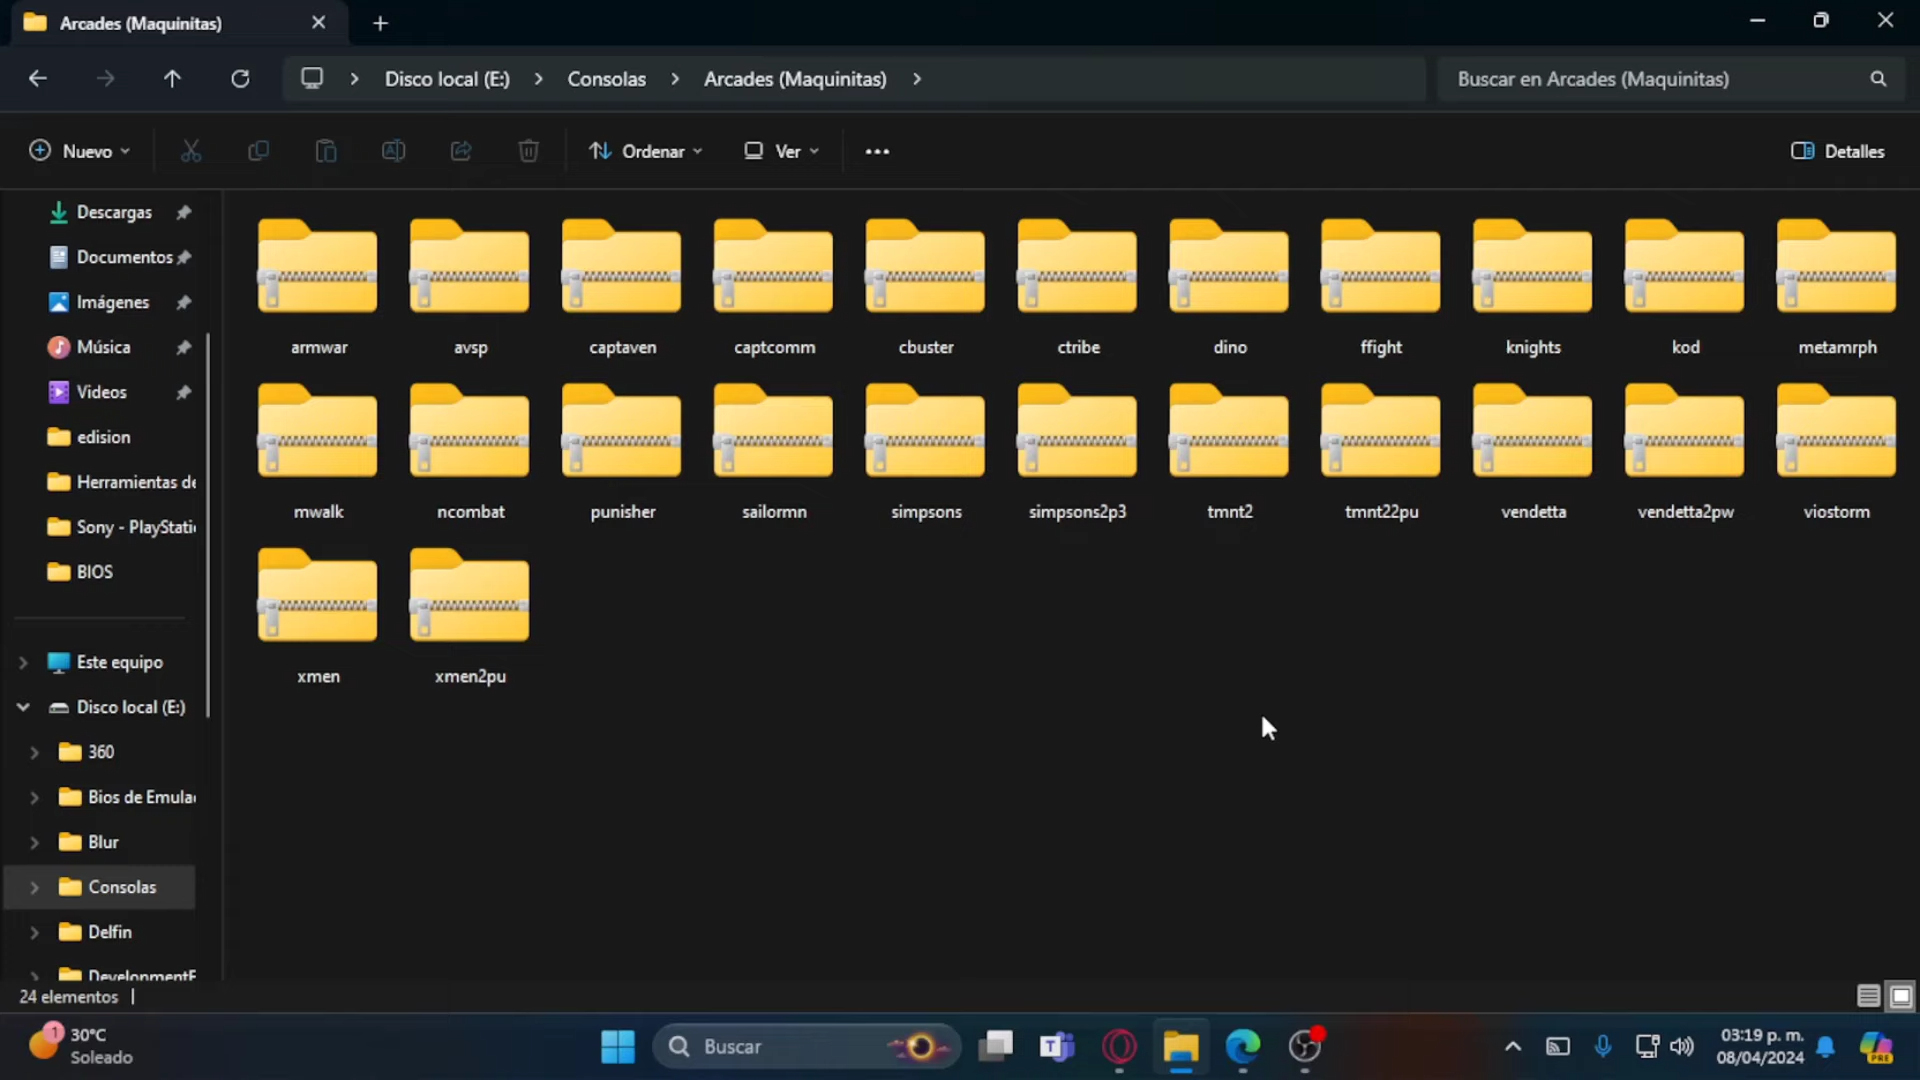 Arcades (Maquinitas)
Disco local (E:) Consolas Arcades (Maquinitas)
Buscar en Arcades (Maquinitas)
Nuevo
Ordenar
Ver
Detalles
Descargas
Documentos
Imágenes
Música
Videos
edision
Herramientas de
Sony - PlayStati
BIOS
Este equipo
Disco local (E:)
360
Bios de Emula
Blur
Consolas
Delfin
DevelopmentF
armwar avsp captaven captcomm cbuster ctribe dino ffight knights kod metamrph
mwalk ncombat punisher sailormn simpsons simpsons2p3 tmnt2 tmnt22pu vendetta vendetta2pw viostorm
xmen xmen2pu
24 elementos
1
30°C
Soleado
Buscar
T
03:19 p. m.
08/04/2024
PRE